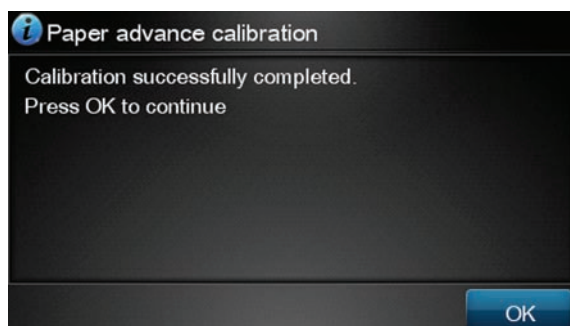 Paper advance calibration
Calibration successfully completed.
Press OK to continue
OK